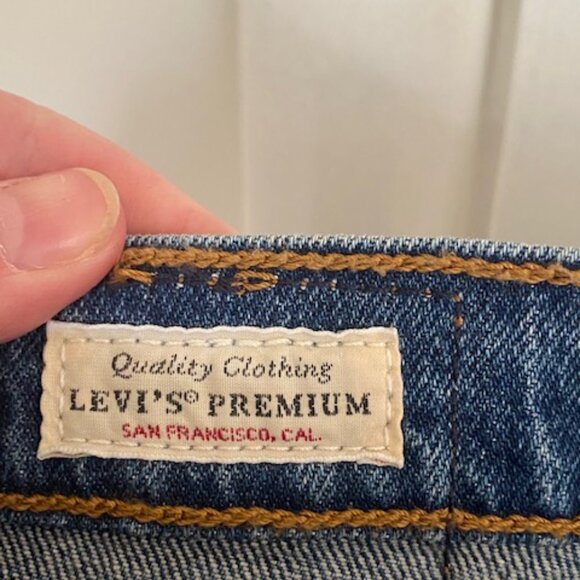 Quality Clothing
LEVI'S® PREMIUM
SAN FRANCISCO, CAL.